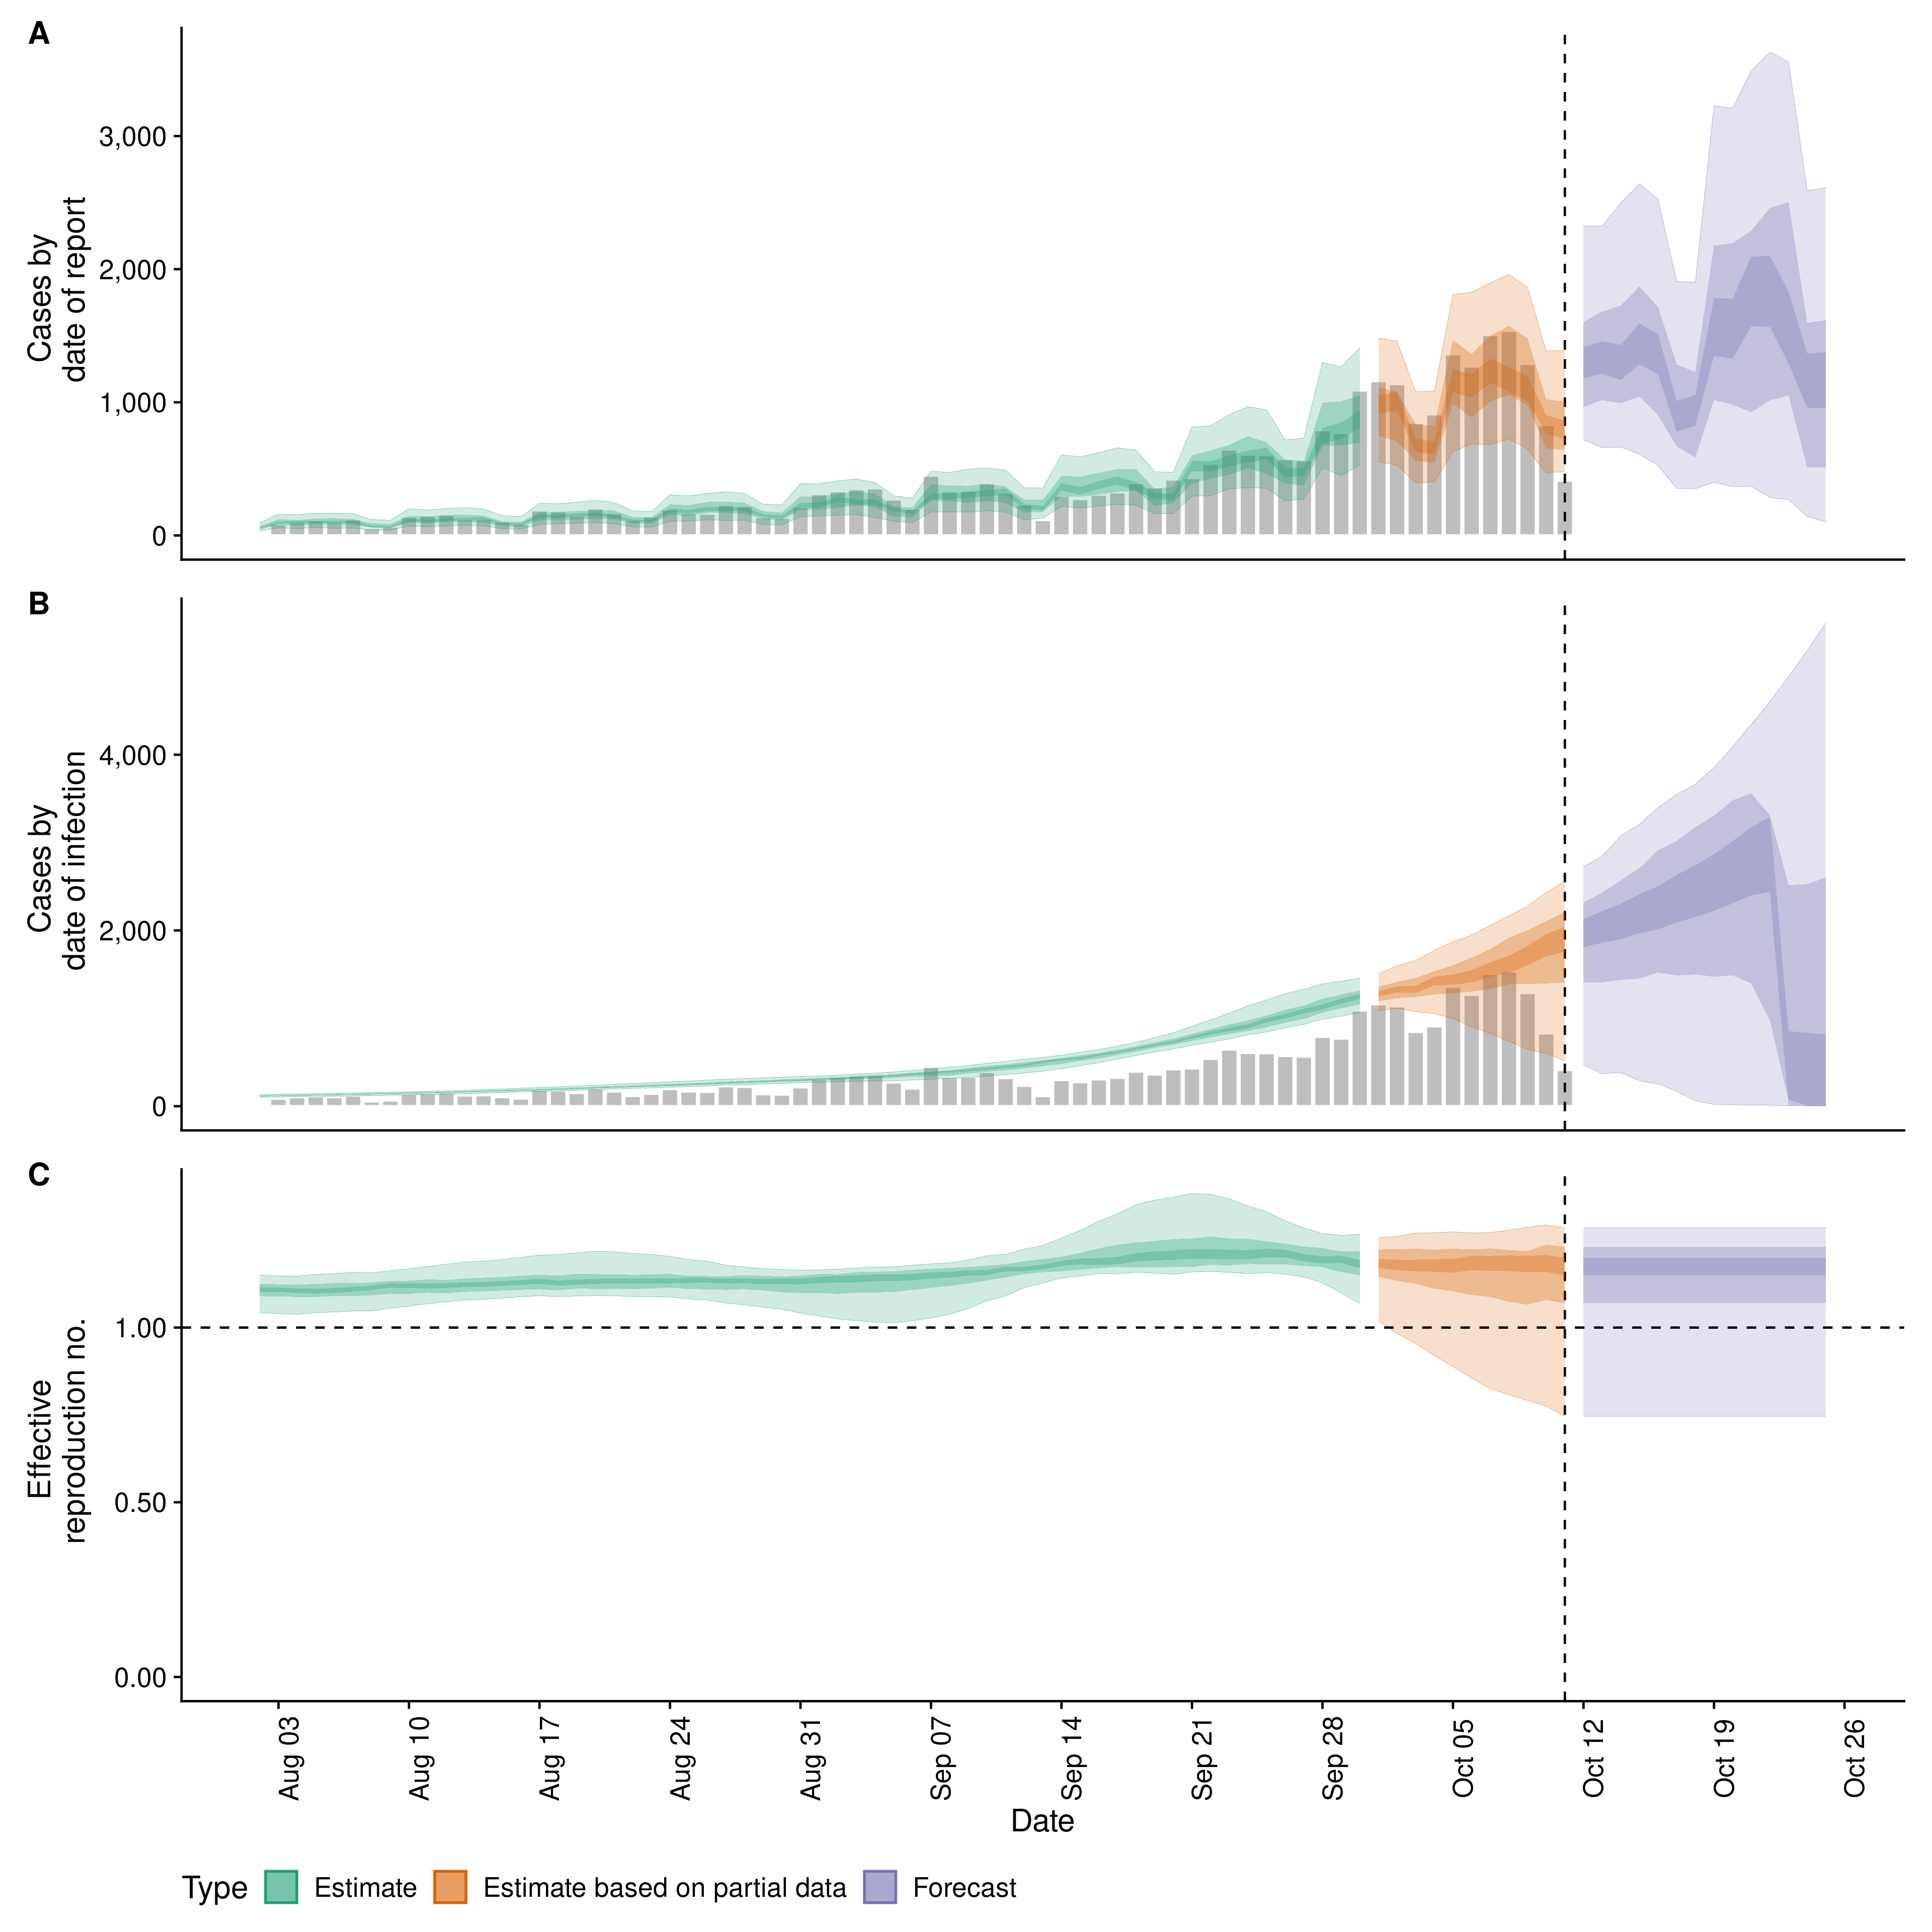 A
Cases by
date of report
3,000
2,000
1,000
0
B
Cases by
date of infection
4,000
2,000
0
C
Effective
reproduction no.
1.00
0.50
0.00
Aug 03
Aug 10
Aug 17
Aug 24
Aug 31
Sep 07
Sep 14
Sep 21
Sep 28
Oct 05
Oct 12
Oct 19
Oct 26
Date
Type Estimate Estimate based on partial data Forecast